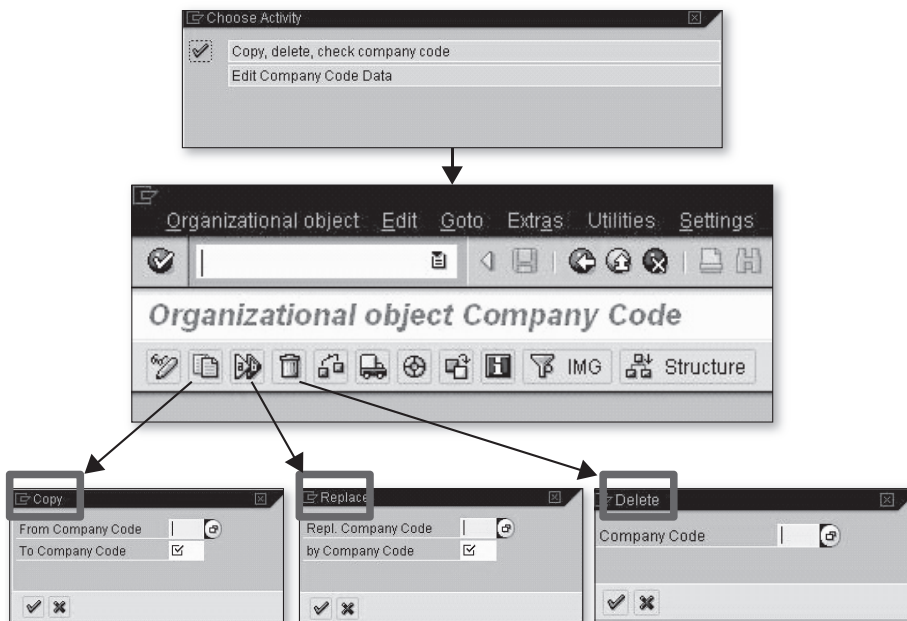 Choose Activity
Copy, delete, check company code
Edit Company Code Data
Organizational object Edit Goto Extras Utilities Settings
Organizational object Company Code
IMG Structure
Copy
From Company Code
To Company Code
Replace
Repl. Company Code
by Company Code
Delete
Company Code